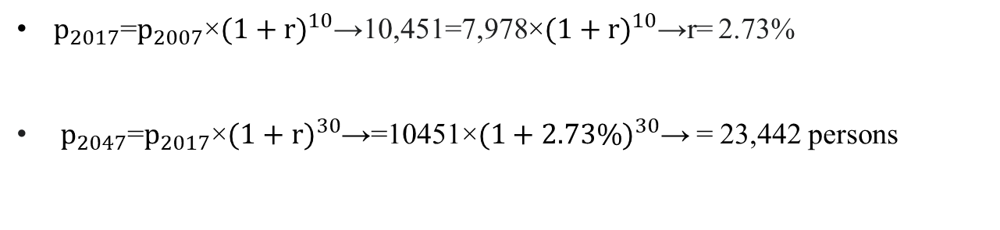 • p₂₀₁₇=p₂₀₀₇×(1 + r)¹⁰→10,451=7,978×(1 + r)¹⁰→r= 2.73%
• p₂₀₄₇=p₂₀₁₇×(1 + r)³⁰→=10451×(1 + 2.73%)³⁰→ = 23,442 persons